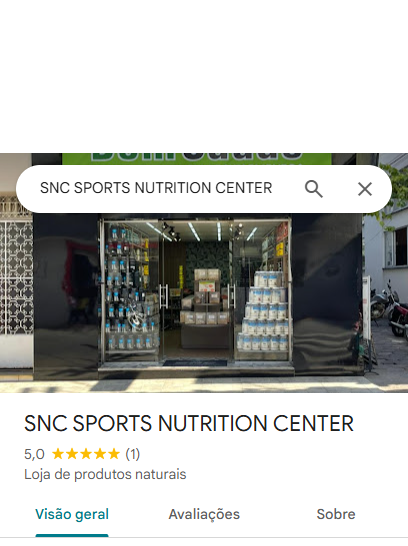 SNC SPORTS NUTRITION CENTER
SNC SPORTS NUTRITION CENTER
5,0 ★★★★★ (1)
Loja de produtos naturais
Visão geral
Avaliações
Sobre